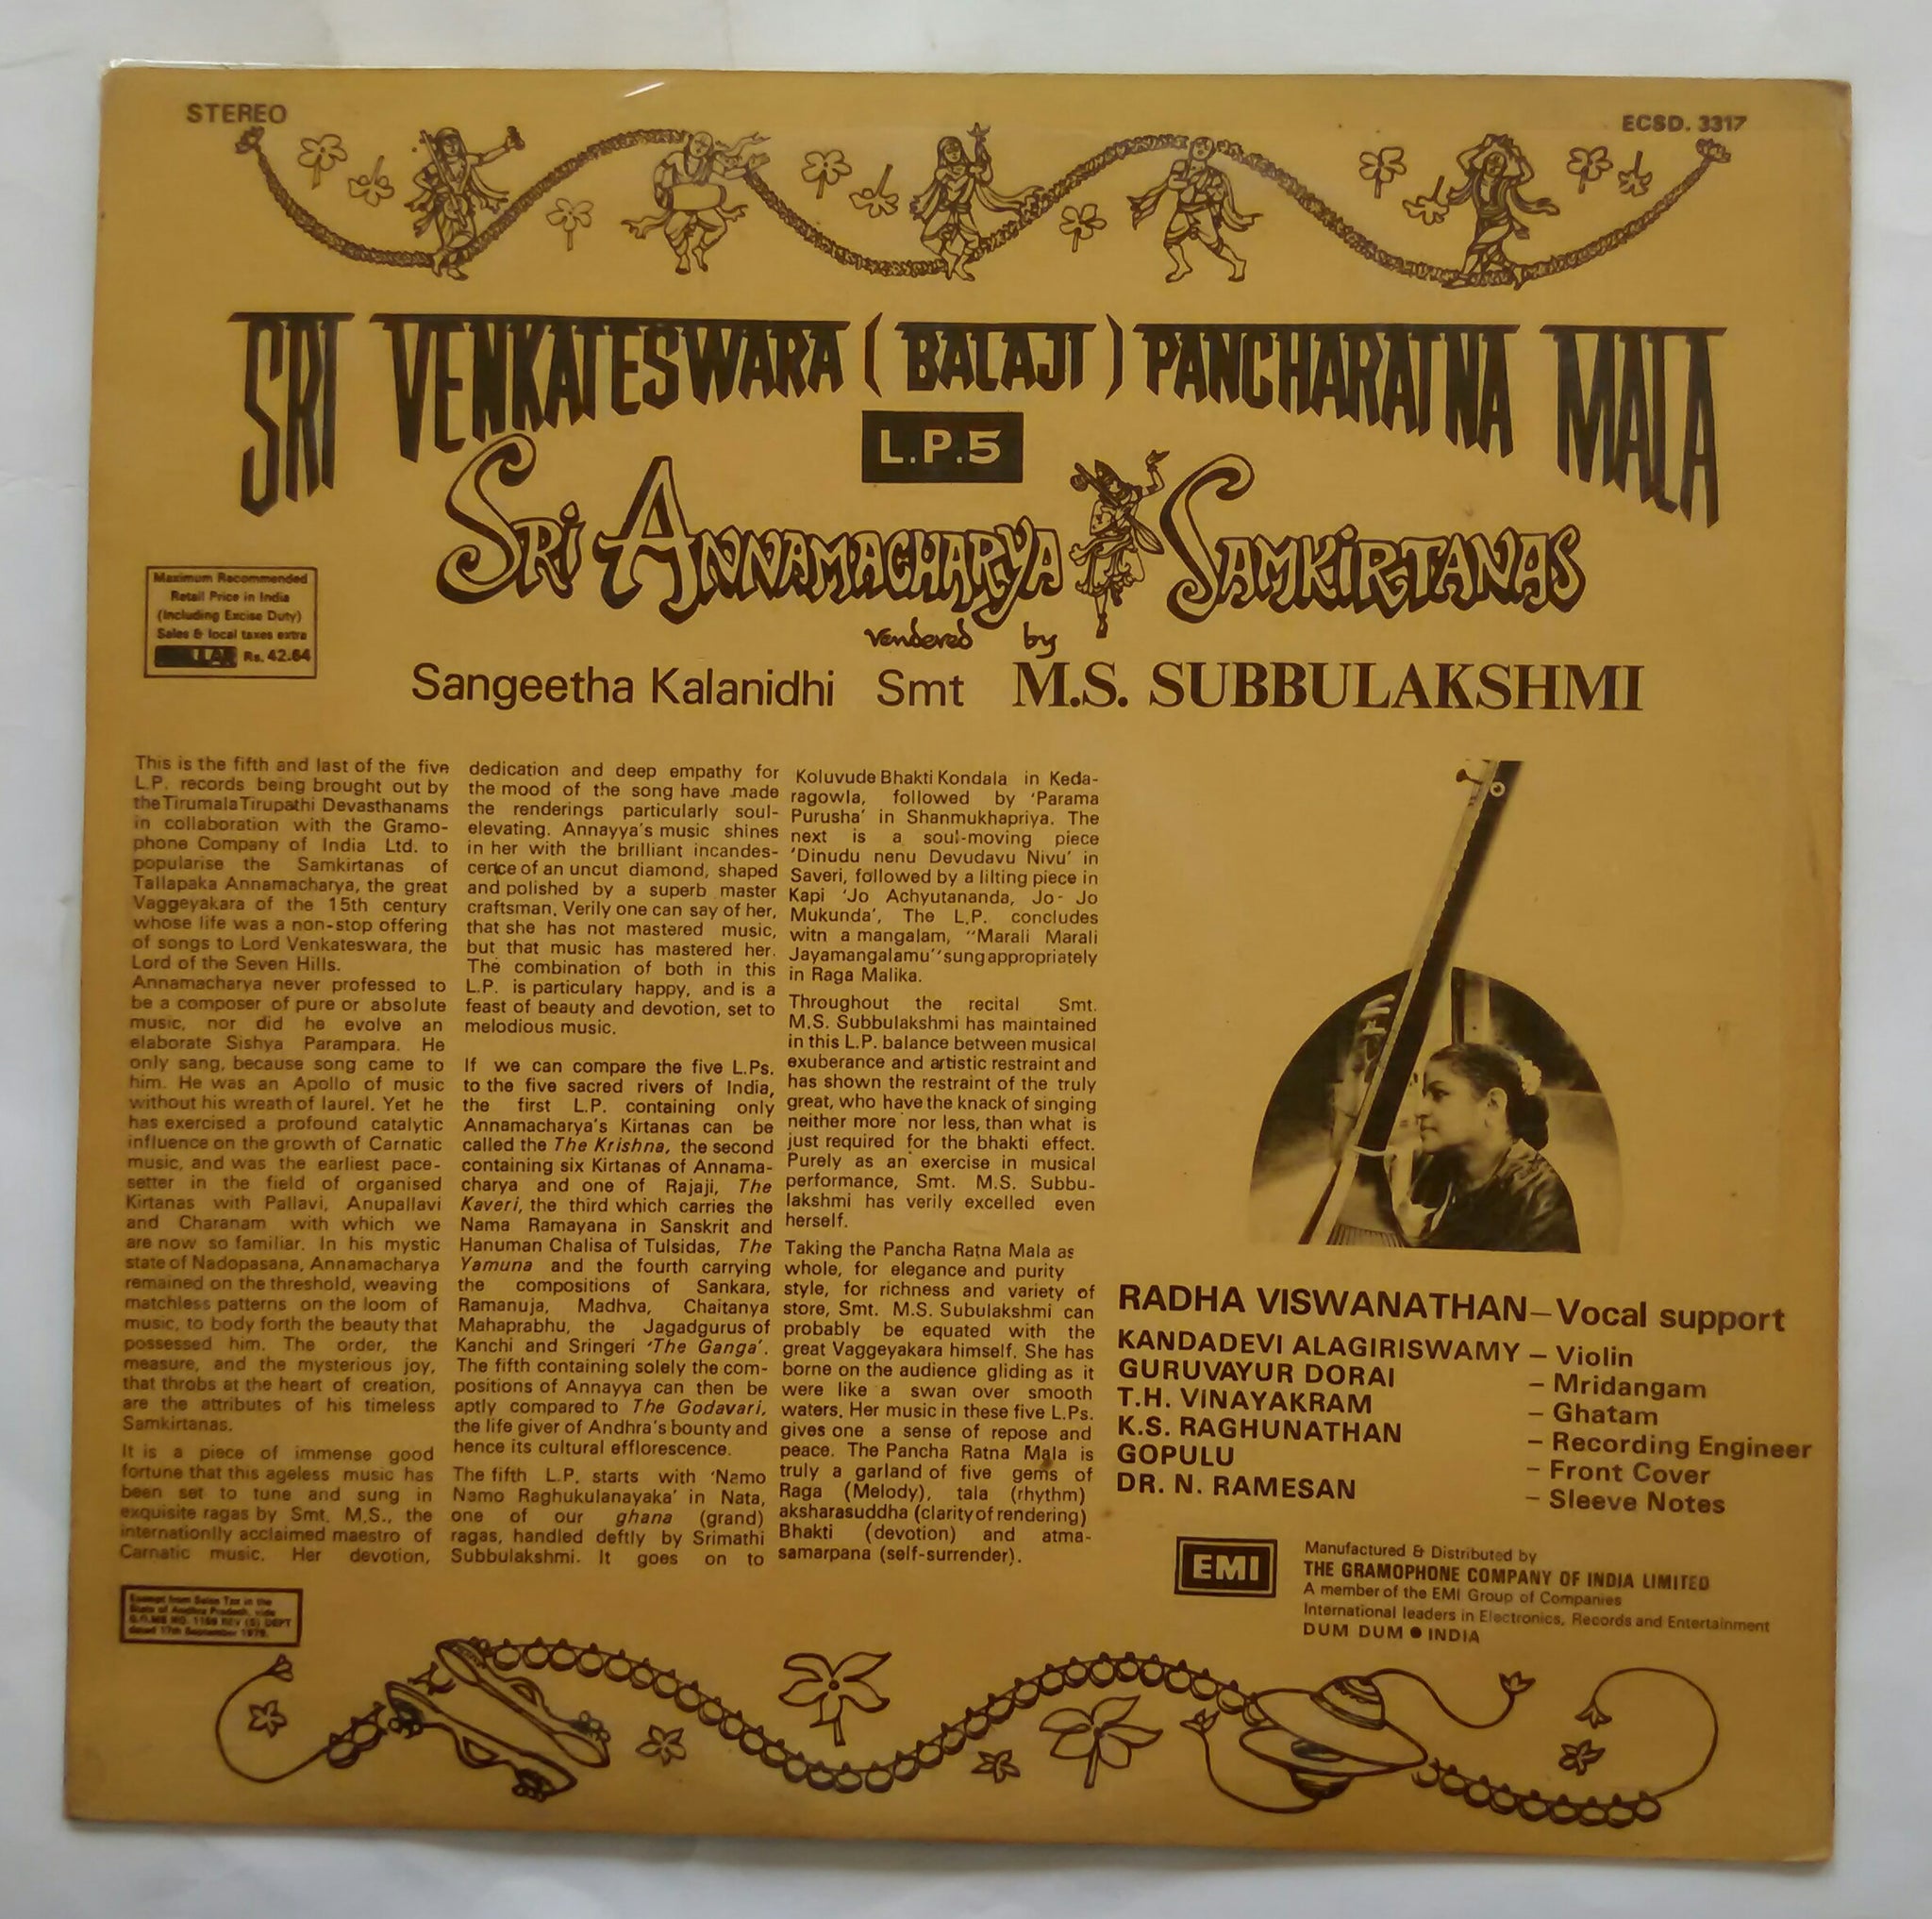 STEREO
ECSD. 3317
SRI VENKATESWARA ( BALAJI ) PANCHARATNA MALA
L.P.5
SRI ANNAMACHARYA SAMKIRTANAS
rendered by
Sangeetha Kalanidhi Smt M.S. SUBBULAKSHMI
Maximum Recommended
Retail Price in India
(Including Excise Duty)
Sales & local taxes extra
Rs. 42.64
This is the fifth and last of the five
L.P. records being brought out by
the Tirumala Tirupathi Devasthanams
in collaboration with the Gramo-
phone Company of India Ltd. to
popularise the Samkirtanas of
Tallapaka Annamacharya, the great
Vaggeyakara of the 15th century
whose life was a non-stop offering
of songs to Lord Venkateswara, the
Lord of the Seven Hills.
Annamacharya never professed to
be a composer of pure or absolute
music, nor did he evolve an
elaborate Sishya Parampara. He
only sang, because song came to
him. He was an Apollo of music
without his wreath of laurel. Yet he
has exercised a profound catalytic
influence on the growth of Carnatic
music, and was the earliest pace-
setter in the field of organised
Kirtanas with Pallavi, Anupallavi
and Charanam with which we
are now so familiar. In his mystic
state of Nadopasana, Annamacharya
remained on the threshold, weaving
matchless patterns on the loom of
music, to body forth the beauty that
possessed him. The order, the
measure, and the mysterious joy,
that throbs at the heart of creation,
are the attributes of his timeless
Samkirtanas.
It is a piece of immense good
fortune that this ageless music has
been set to tune and sung in
exquisite ragas by Smt. M.S., the
internationlly acclaimed maestro of
Carnatic music. Her devotion,
dedication and deep empathy for
the mood of the song have made
the renderings particularly soul-
elevating. Annayya's music shines
in her with the brilliant incandes-
cence of an uncut diamond, shaped
and polished by a superb master
craftsman. Verily one can say of her,
that she has not mastered music,
but that music has mastered her.
The combination of both in this
L.P. is particulary happy, and is a
feast of beauty and devotion, set to
melodious music.
If we can compare the five L.Ps.
to the five sacred rivers of India,
the first L.P. containing only
Annamacharya's Kirtanas can be
called the The Krishna, the second
containing six Kirtanas of Annama-
charya and one of Rajaji, The
Kaveri, the third which carries the
Nama Ramayana in Sanskrit and
Hanuman Chalisa of Tulsidas, The
Yamuna and the fourth carrying
the compositions of Sankara,
Ramanuja, Madhva, Chaitanya
Mahaprabhu, the Jagadgurus of
Kanchi and Sringeri 'The Ganga'.
The fifth containing solely the com-
positions of Annayya can then be
aptly compared to The Godavari,
the life giver of Andhra's bounty and
hence its cultural efflorescence.
The fifth L.P. starts with 'Namo
Namo Raghukulanayaka' in Nata,
one of our ghana (grand)
ragas, handled deftly by Srimathi
Subbulakshmi. It goes on to
Koluvude Bhakti Kondala in Keda-
ragowla, followed by 'Parama
Purusha' in Shanmukhapriya. The
next is a soul-moving piece
'Dinudu nenu Devudavu Nivu' in
Saveri, followed by a lilting piece in
Kapi 'Jo Achyutananda, Jo- Jo
Mukunda', The L.P. concludes
witn a mangalam, "Marali Marali
Jayamangalamu" sung appropriately
in Raga Malika.
Throughout the recital Smt.
M.S. Subbulakshmi has maintained
in this L.P. balance between musical
exuberance and artistic restraint and
has shown the restraint of the truly
great, who have the knack of singing
neither more nor less, than what is
just required for the bhakti effect.
Purely as an exercise in musical
performance, Smt. M.S. Subbu-
lakshmi has verily excelled even
herself.
Taking the Pancha Ratna Mala as
whole, for elegance and purity
style, for richness and variety of
store, Smt. M.S. Subulakshmi can
probably be equated with the
great Vaggeyakara himself. She has
borne on the audience gliding as it
were like a swan over smooth
waters. Her music in these five L.Ps.
gives one a sense of repose and
peace. The Pancha Ratna Mala is
truly a garland of five gems of
Raga (Melody), tala (rhythm)
aksharasuddha (clarity of rendering)
Bhakti (devotion) and atma-
samarpana (self-surrender).
RADHA VISWANATHAN – Vocal support
KANDADEVI ALAGIRISWAMY – Violin
GURUVAYUR DORAI – Mridangam
T.H. VINAYAKRAM – Ghatam
K.S. RAGHUNATHAN – Recording Engineer
GOPULU – Front Cover
DR. N. RAMESAN – Sleeve Notes
EMI
Manufactured & Distributed by
THE GRAMOPHONE COMPANY OF INDIA LIMITED
A member of the EMI Group of Companies
International leaders in Electronics, Records and Entertainment
DUM DUM ● INDIA
Exempt from Sales Tax in the
State of Andhra Pradesh, vide
G.O.MS NO. 1168 REV (S) DEPT
dated 17th September 1979.